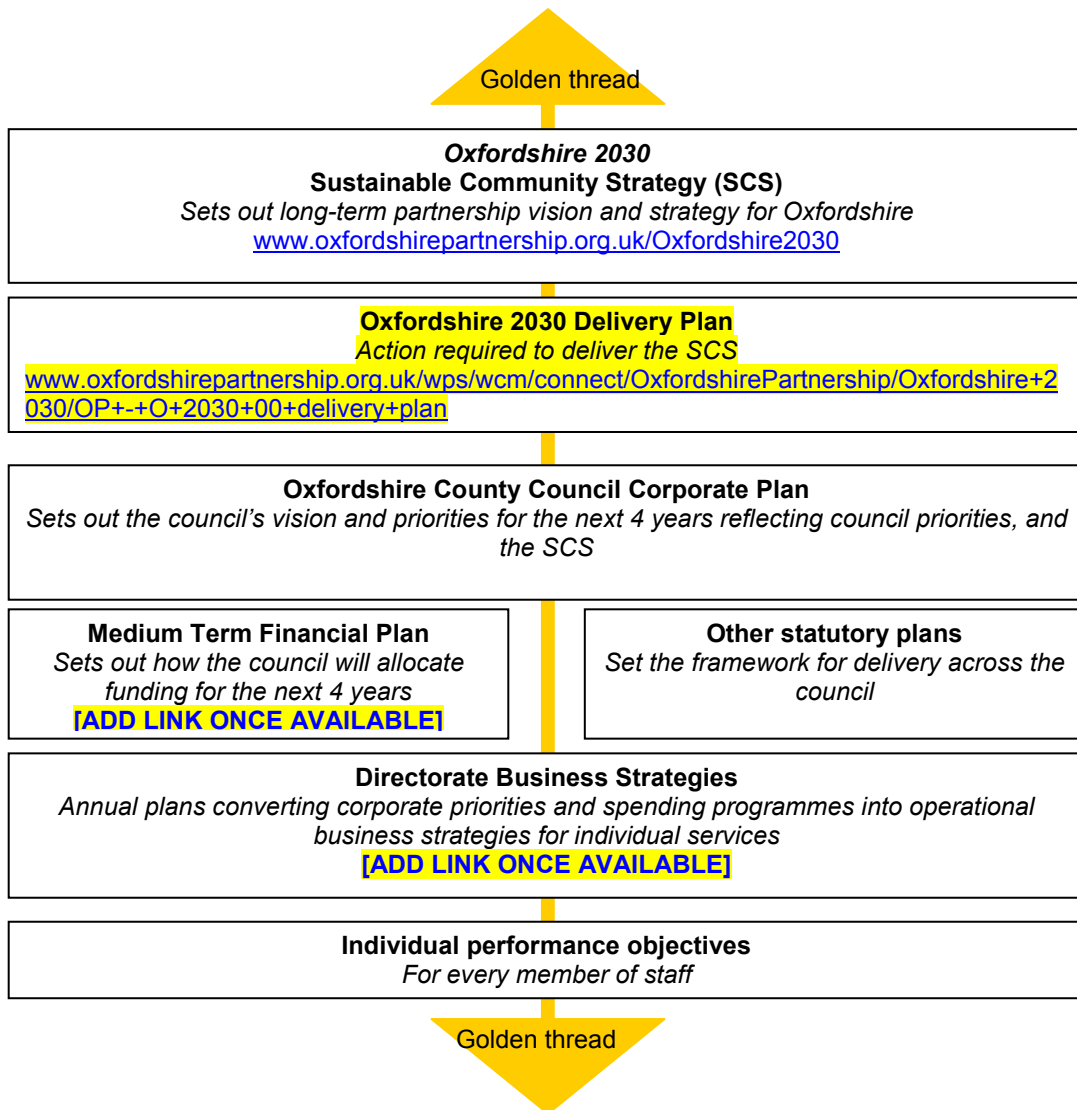 Golden thread
Oxfordshire 2030
Sustainable Community Strategy (SCS)
Sets out long-term partnership vision and strategy for Oxfordshire
www.oxfordshirepartnership.org.uk/Oxfordshire2030
Oxfordshire 2030 Delivery Plan
Action required to deliver the SCS
www.oxfordshirepartnership.org.uk/wps/wcm/connect/OxfordshirePartnership/Oxfordshire+2
030/OP+-+O+2030+00+delivery+plan
Oxfordshire County Council Corporate Plan
Sets out the council’s vision and priorities for the next 4 years reflecting council priorities, and
the SCS
Medium Term Financial Plan
Sets out how the council will allocate
funding for the next 4 years
[ADD LINK ONCE AVAILABLE]
Other statutory plans
Set the framework for delivery across the
council
Directorate Business Strategies
Annual plans converting corporate priorities and spending programmes into operational
business strategies for individual services
[ADD LINK ONCE AVAILABLE]
Individual performance objectives
For every member of staff
Golden thread